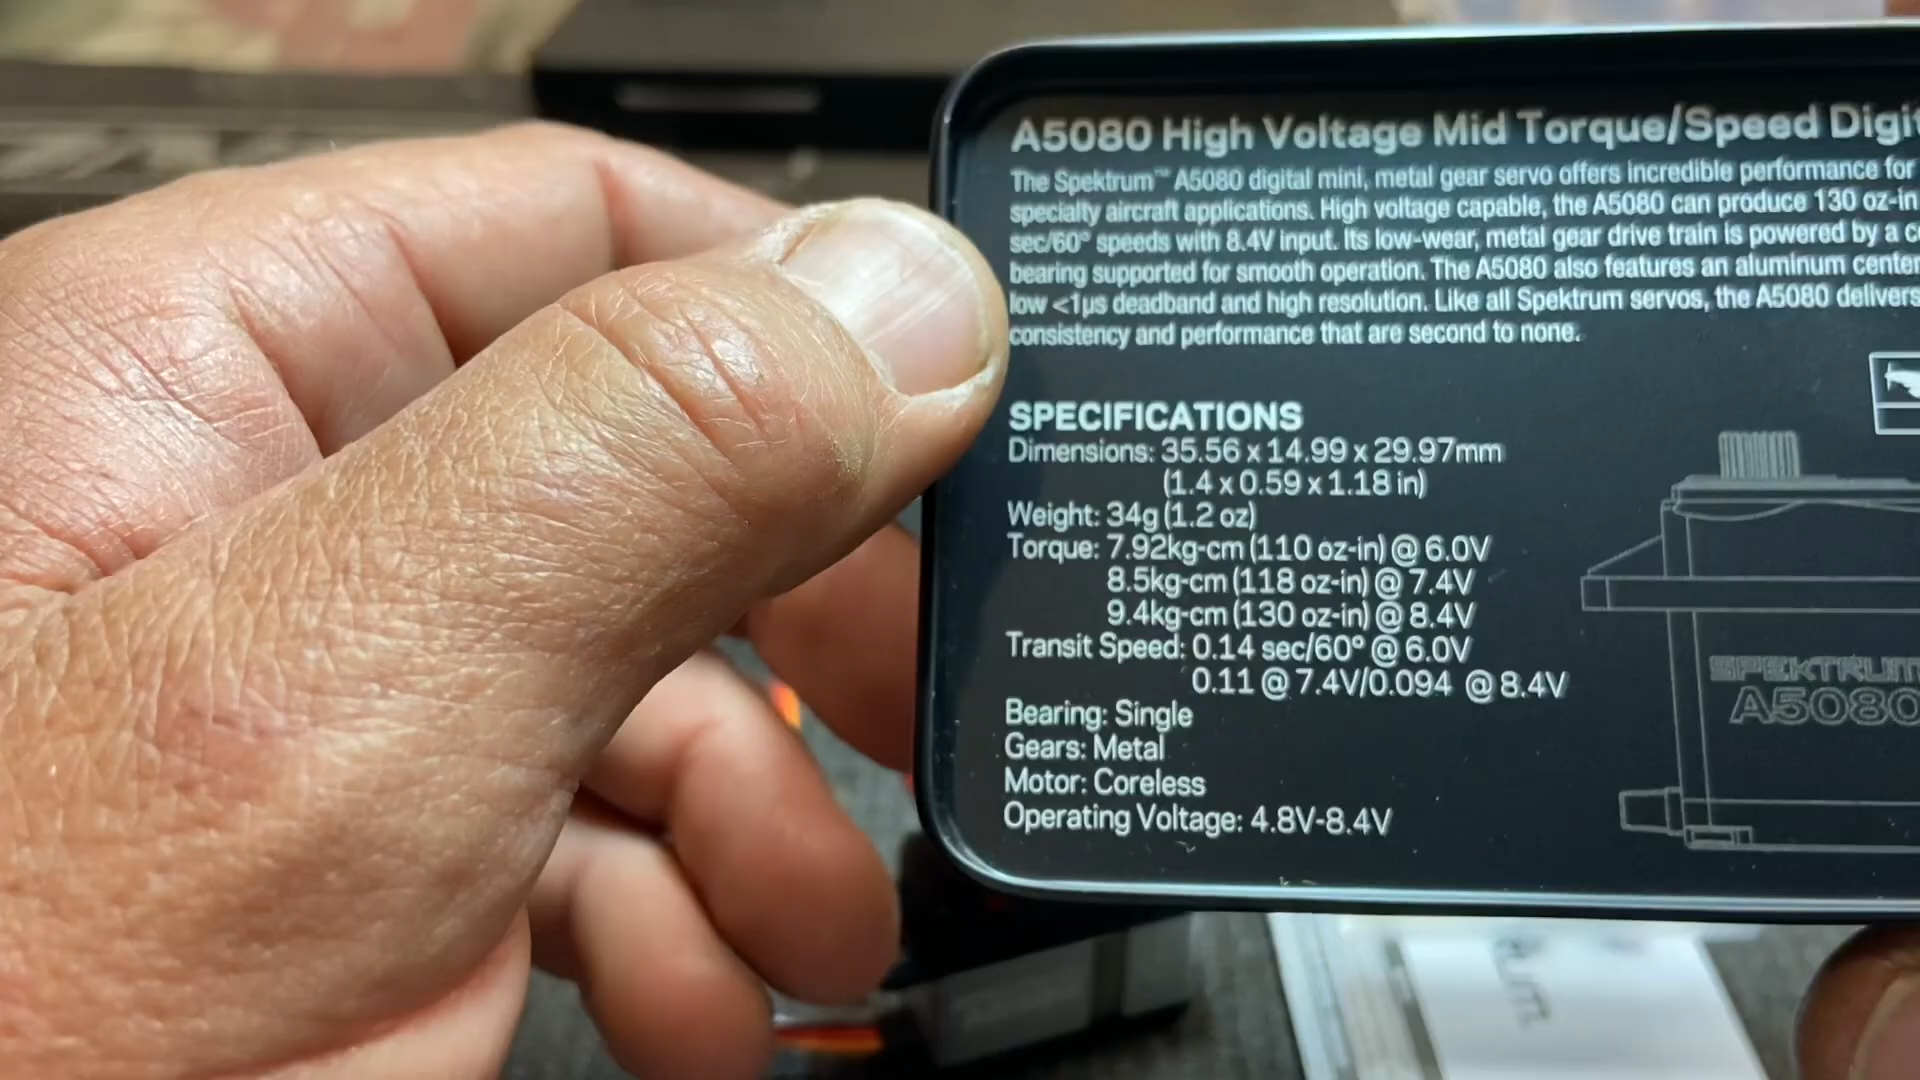 A5080 High Voltage Mid Torque/Speed Digit
The Spektrum™ A5080 digital mini, metal gear servo offers incredible performance for
specialty aircraft applications. High voltage capable, the A5080 can produce 130 oz-in
sec/60° speeds with 8.4V input. Its low-wear, metal gear drive train is powered by a
bearing supported for smooth operation. The A5080 also features an aluminum center
low <1µs deadband and high resolution. Like all Spektrum servos, the A5080 delivers
consistency and performance that are second to none.
SPECIFICATIONS
Dimensions: 35.56 x 14.99 x 29.97mm
(1.4 x 0.59 x 1.18 in)
Weight: 34g (1.2 oz)
Torque: 7.92kg-cm (110 oz-in) @ 6.0V
8.5kg-cm (118 oz-in) @ 7.4V
9.4kg-cm (130 oz-in) @ 8.4V
Transit Speed: 0.14 sec/60° @ 6.0V
0.11 @ 7.4V/0.094 @ 8.4V
Bearing: Single
Gears: Metal
Motor: Coreless
Operating Voltage: 4.8V-8.4V
SPEKTRUM
A5080